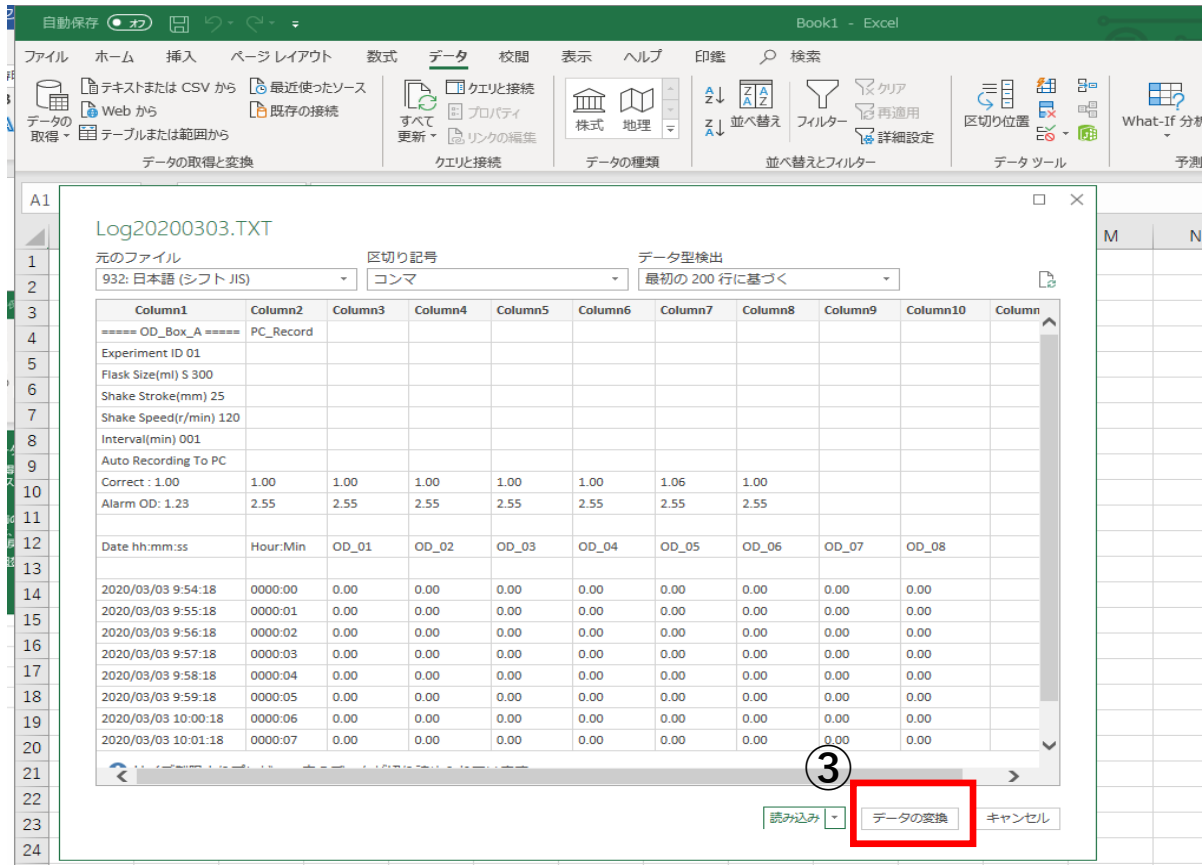 自動保存 オフ Book1 - Excel
ファイル ホーム 挿入 ページ レイアウト 数式 データ 校閲 表示 ヘルプ 印鑑 検索
テキストまたは CSV から 最近使ったソース クエリと接続 クリア
Web から 既存の接続 プロパティ 再適用
データの取得 テーブルまたは範囲から すべて更新 リンクの編集 株式 地理 並べ替え フィルター 詳細設定 区切り位置 What-If 分析
データの取得と変換 クエリと接続 データの種類 並べ替えとフィルター データ ツール 予測
A1
Log20200303.TXT
元のファイル 区切り記号 データ型検出
932: 日本語 (シフト JIS) コンマ 最初の 200 行に基づく
M N
Column1 Column2 Column3 Column4 Column5 Column6 Column7 Column8 Column9 Column10 Column
===== OD_Box_A ===== PC_Record
Experiment ID 01
Flask Size(ml) S 300
Shake Stroke(mm) 25
Shake Speed(r/min) 120
Interval(min) 001
Auto Recording To PC
Correct : 1.00 1.00 1.00 1.00 1.00 1.00 1.06 1.00
Alarm OD: 1.23 2.55 2.55 2.55 2.55 2.55 2.55 2.55
Date hh:mm:ss Hour:Min OD_01 OD_02 OD_03 OD_04 OD_05 OD_06 OD_07 OD_08
2020/03/03 9:54:18 0000:00 0.00 0.00 0.00 0.00 0.00 0.00 0.00 0.00
2020/03/03 9:55:18 0000:01 0.00 0.00 0.00 0.00 0.00 0.00 0.00 0.00
2020/03/03 9:56:18 0000:02 0.00 0.00 0.00 0.00 0.00 0.00 0.00 0.00
2020/03/03 9:57:18 0000:03 0.00 0.00 0.00 0.00 0.00 0.00 0.00 0.00
2020/03/03 9:58:18 0000:04 0.00 0.00 0.00 0.00 0.00 0.00 0.00 0.00
2020/03/03 9:59:18 0000:05 0.00 0.00 0.00 0.00 0.00 0.00 0.00 0.00
2020/03/03 10:00:18 0000:06 0.00 0.00 0.00 0.00 0.00 0.00 0.00 0.00
2020/03/03 10:01:18 0000:07 0.00 0.00 0.00 0.00 0.00 0.00 0.00 0.00
③
読み込み データの変換 キャンセル
1
2
3
4
5
6
7
8
9
10
11
12
13
14
15
16
17
18
19
20
21
22
23
24